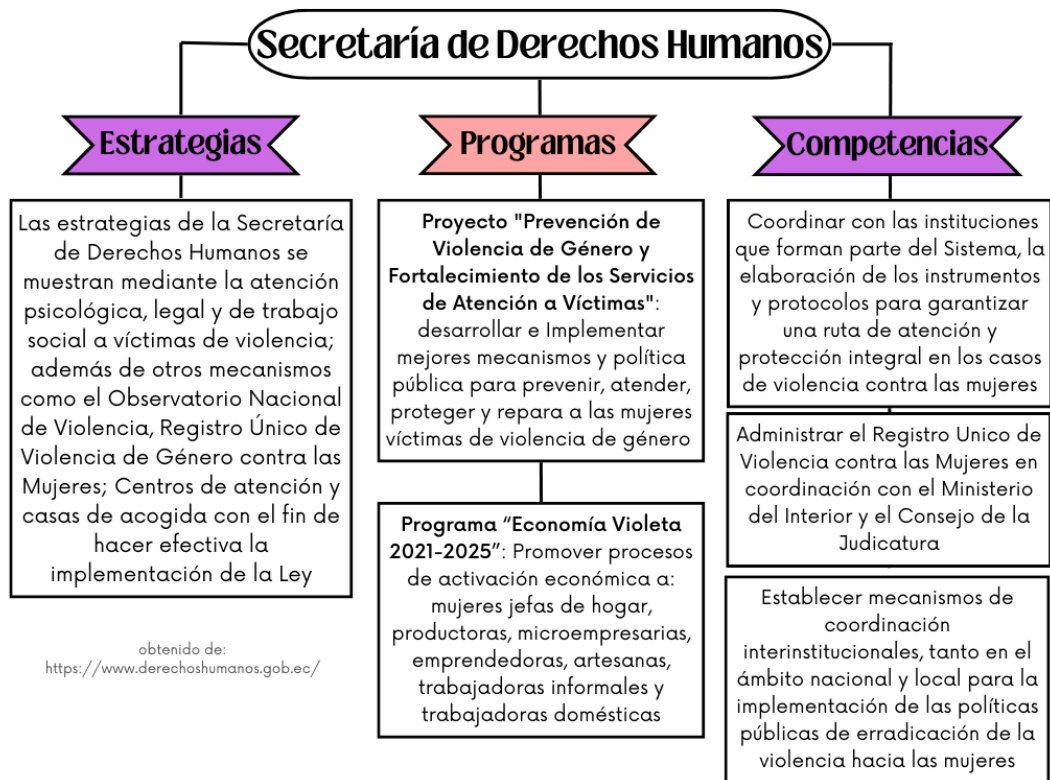 Secretaría de Derechos Humanos
Estrategias
Las estrategias de la Secretaría
de Derechos Humanos se
muestran mediante la atención
psicológica, legal y de trabajo
social a víctimas de violencia;
además de otros mecanismos
como el Observatorio Nacional
de Violencia, Registro Único de
Violencia de Género contra las
Mujeres; Centros de atención y
casas de acogida con el fin de
hacer efectiva la
implementación de la Ley
obtenido de:
https://www.derechoshumanos.gob.ec/
Programas
Proyecto "Prevención de
Violencia de Género y
Fortalecimiento de los Servicios
de Atención a Víctimas":
desarrollar e Implementar
mejores mecanismos y política
pública para prevenir, atender,
proteger y repara a las mujeres
víctimas de violencia de género
Programa “Economía Violeta
2021-2025”: Promover procesos
de activación económica a:
mujeres jefas de hogar,
productoras, microempresarias,
emprendedoras, artesanas,
trabajadoras informales y
trabajadoras domésticas
Competencias
Coordinar con las instituciones
que forman parte del Sistema, la
elaboración de los instrumentos
y protocolos para garantizar
una ruta de atención y
protección integral en los casos
de violencia contra las mujeres
Administrar el Registro Unico de
Violencia contra las Mujeres en
coordinación con el Ministerio
del Interior y el Consejo de la
Judicatura
Establecer mecanismos de
coordinación
interinstitucionales, tanto en el
ámbito nacional y local para la
implementación de las políticas
públicas de erradicación de la
violencia hacia las mujeres